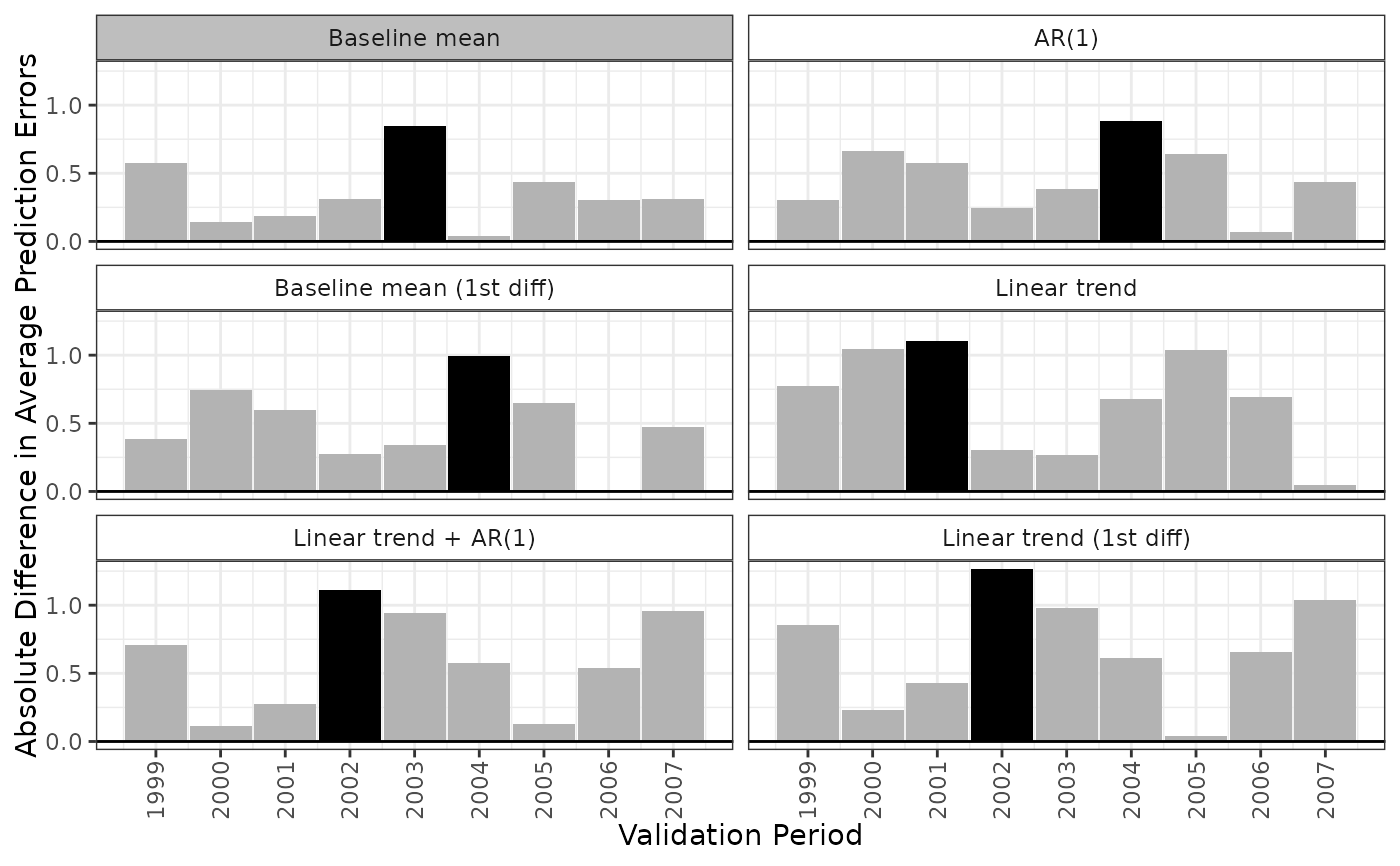 Absolute Difference in Average Prediction Errors
Baseline mean
AR(1)
1.0
0.5
0.0
Baseline mean (1st diff)
Linear trend
1.0
0.5
0.0
Linear trend + AR(1)
Linear trend (1st diff)
1.0
0.5
0.0
1999 2000 2001 2002 2003 2004 2005 2006 2007
1999 2000 2001 2002 2003 2004 2005 2006 2007
Validation Period